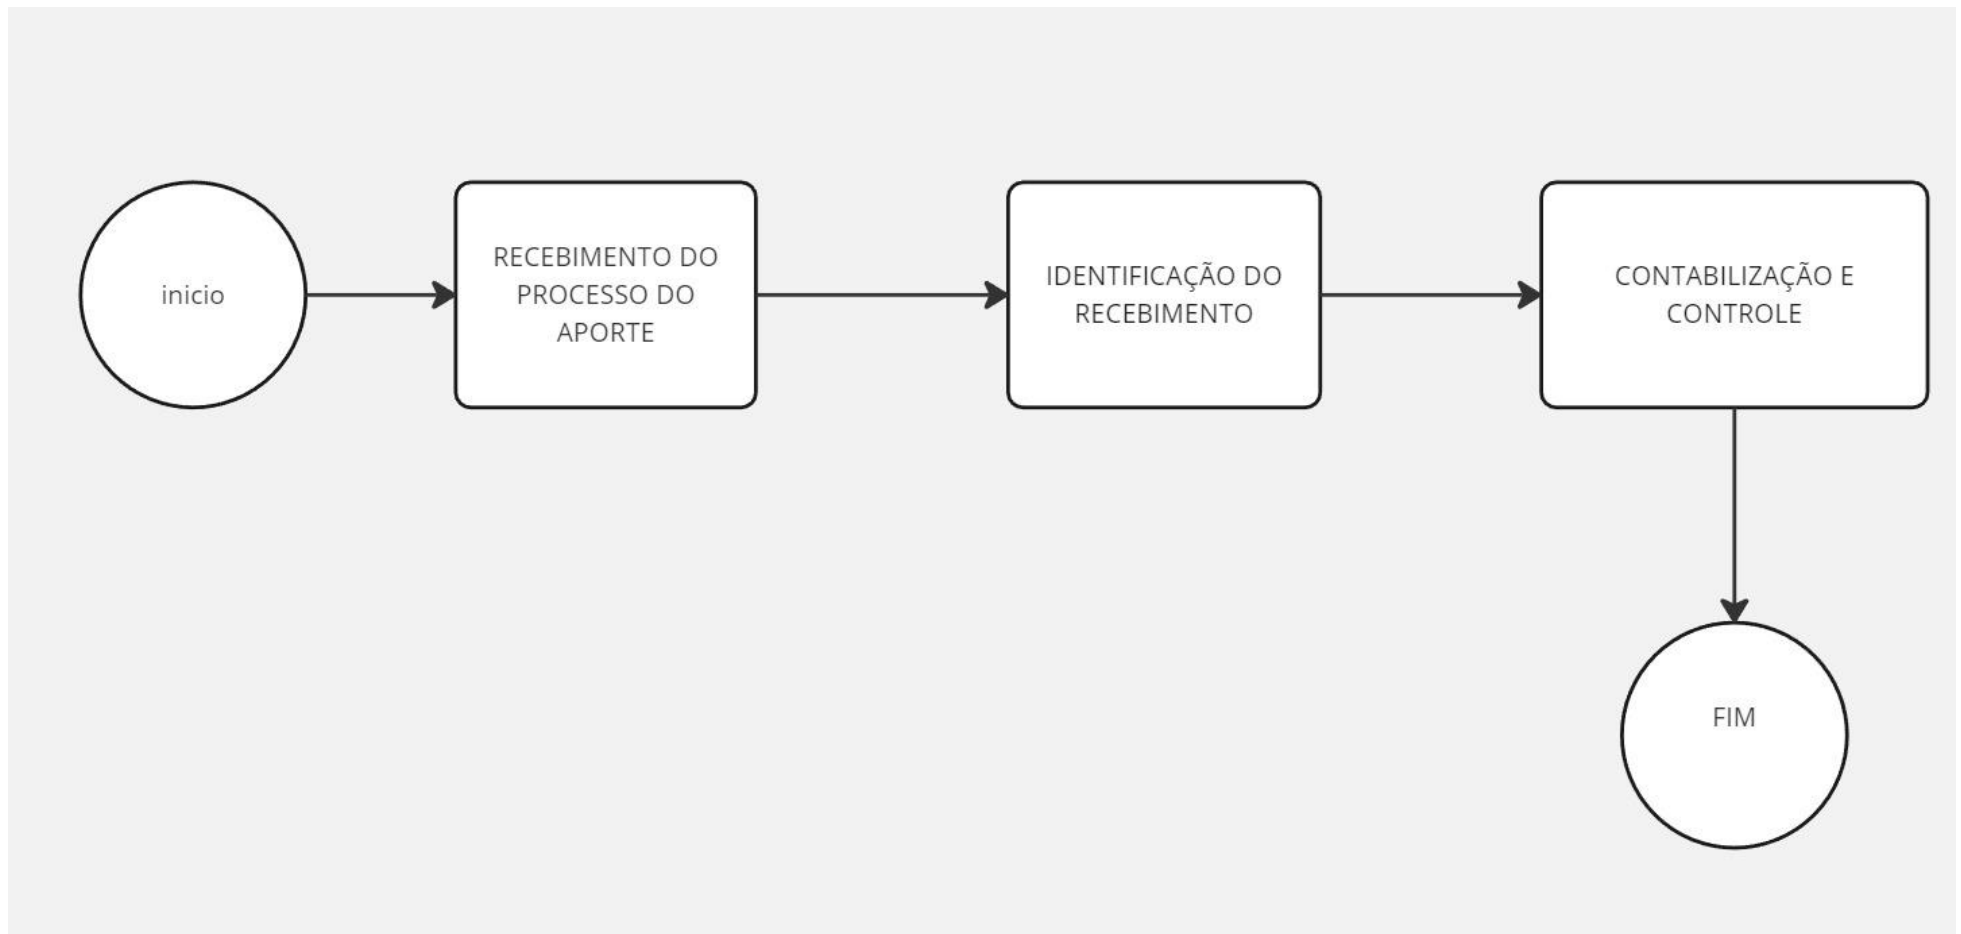 inicio
RECEBIMENTO DO
PROCESSO DO
APORTE
IDENTIFICAÇÃO DO
RECEBIMENTO
CONTABILIZAÇÃO E
CONTROLE
FIM